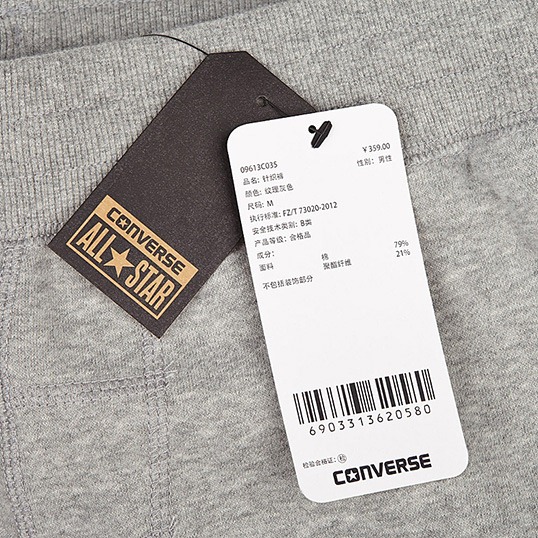 CONVERSE
ALL STAR
09613C035 ￥359.00
品名: 针织裤 性别: 男性
颜色: 纹理灰色
尺码: M
执行标准: FZ/T 73020-2012
安全技术类别: B类
产品等级: 合格品
成分:
面料 棉 79%
聚酯纤维 21%
不包括装饰部分
6903313620580
检验合格证:
CONVERSE